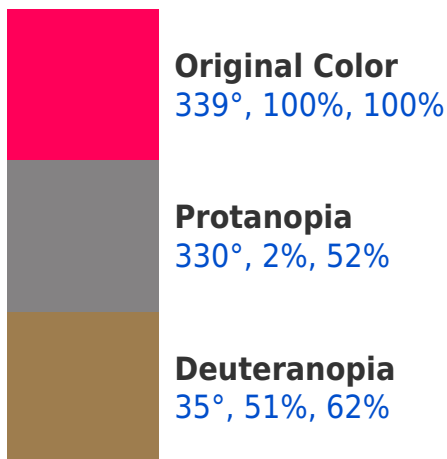 Original Color
339°, 100%, 100%
Protanopia
330°, 2%, 52%
Deuteranopia
35°, 51%, 62%